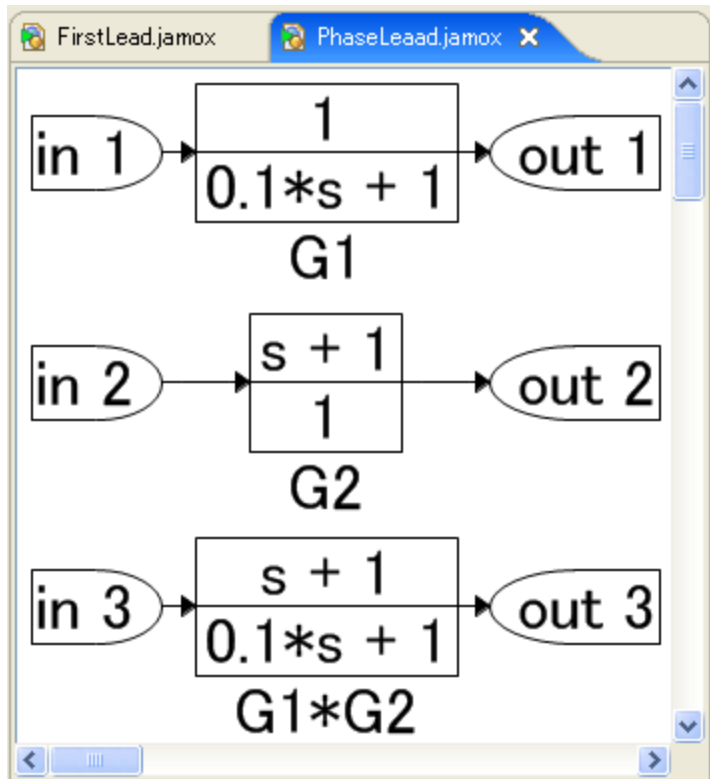 FirstLead.jamox PhaseLeaad.jamox
1
in 1 out 1
0.1*s + 1
G1
s + 1
in 2 out 2
1
G2
s + 1
in 3 out 3
0.1*s + 1
G1*G2